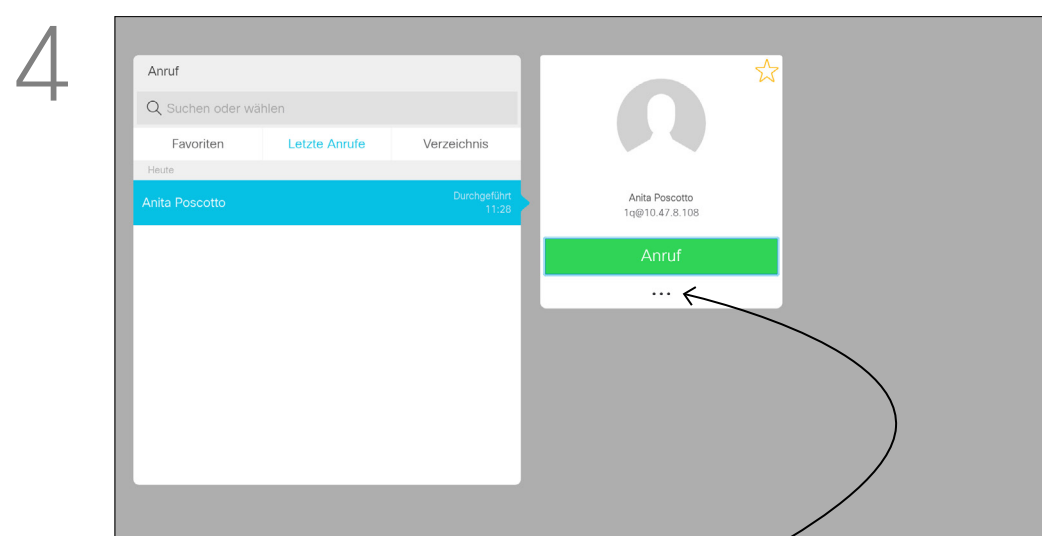 4
Anruf
Suchen oder wählen
Favoriten Letzte Anrufe Verzeichnis
Heute
Anita Poscotto Durchgeführt
11:28
Anita Poscotto
1q@10.47.8.108
Anruf
...